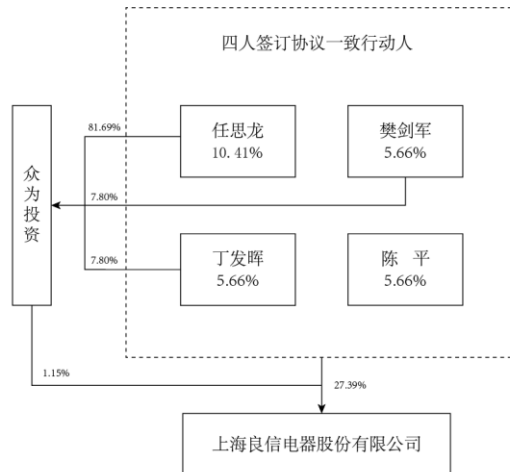 四人签订协议一致行动人
81.69%
任思龙
10.41%
樊剑军
5.66%
众为投资
7.80%
7.80%
丁发晖
5.66%
陈 平
5.66%
1.15%
27.39%
上海良信电器股份有限公司